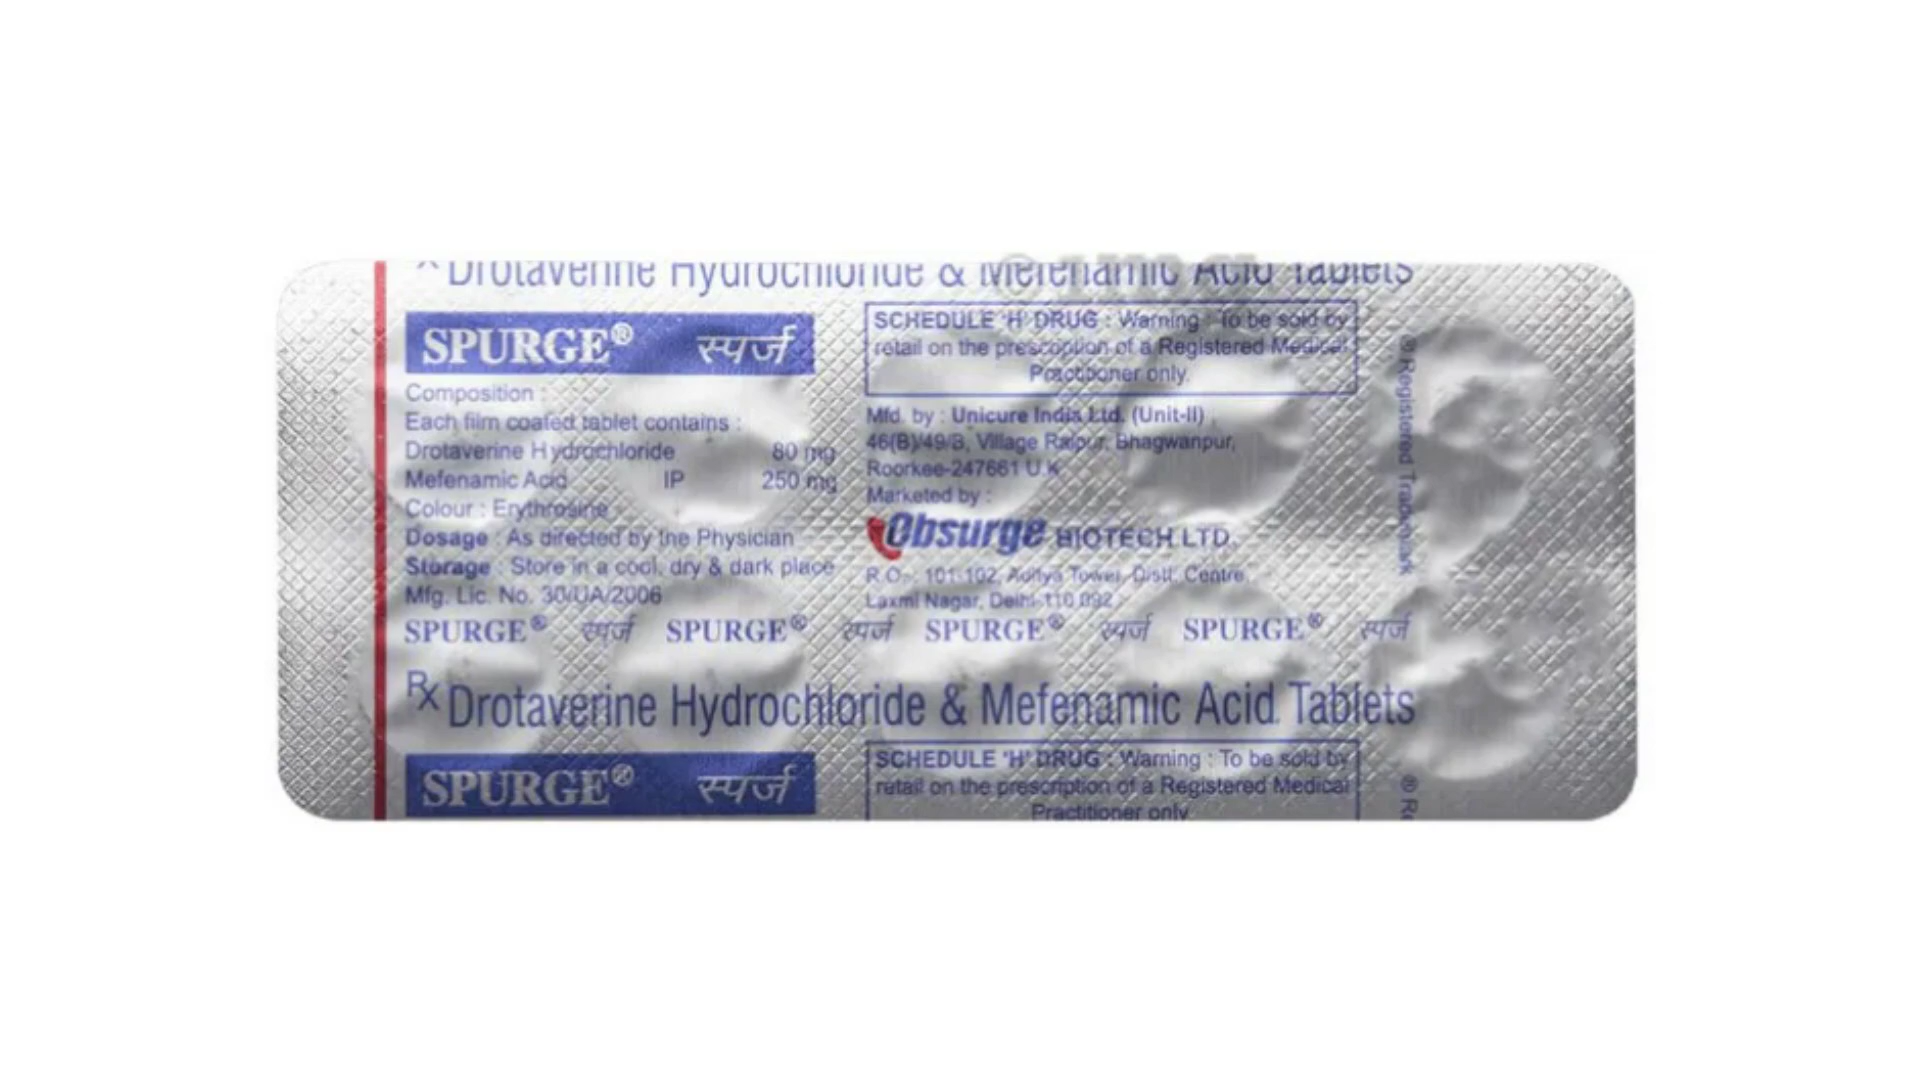 Rx Drotaverine Hydrochloride & Mefenamic Acid Tablets
SPURGE® स्पर्ज
Composition :
Each film coated tablet contains :
Drotaverine Hydrochloride 80 mg
Mefenamic Acid IP 250 mg
Colour : Erythrosine
Dosage : As directed by the Physician
Storage : Store in a cool, dry & dark place
Mfg. Lic. No. 30/UA/2006
SCHEDULE 'H' DRUG : Warning : To be sold by
retail on the prescription of a Registered Medical
Practitioner only.
Mfd. by : Unicure India Ltd. (Unit-II)
46(B)/49/B, Village Raipur, Bhagwanpur,
Roorkee-247661 U.K
Marketed by :
Obsurge BIOTECH LTD.
R.O.: 101-102, Aditya Tower, Distt. Centre,
Laxmi Nagar, Delhi-110 092
® Registered Trademark
SPURGE® स्पर्ज SPURGE® स्पर्ज SPURGE® स्पर्ज SPURGE® स्पर्ज
Rx Drotaverine Hydrochloride & Mefenamic Acid Tablets
SPURGE® स्पर्ज
SCHEDULE 'H' DRUG : Warning : To be sold by
retail on the prescription of a Registered Medical
Practitioner only
® Re